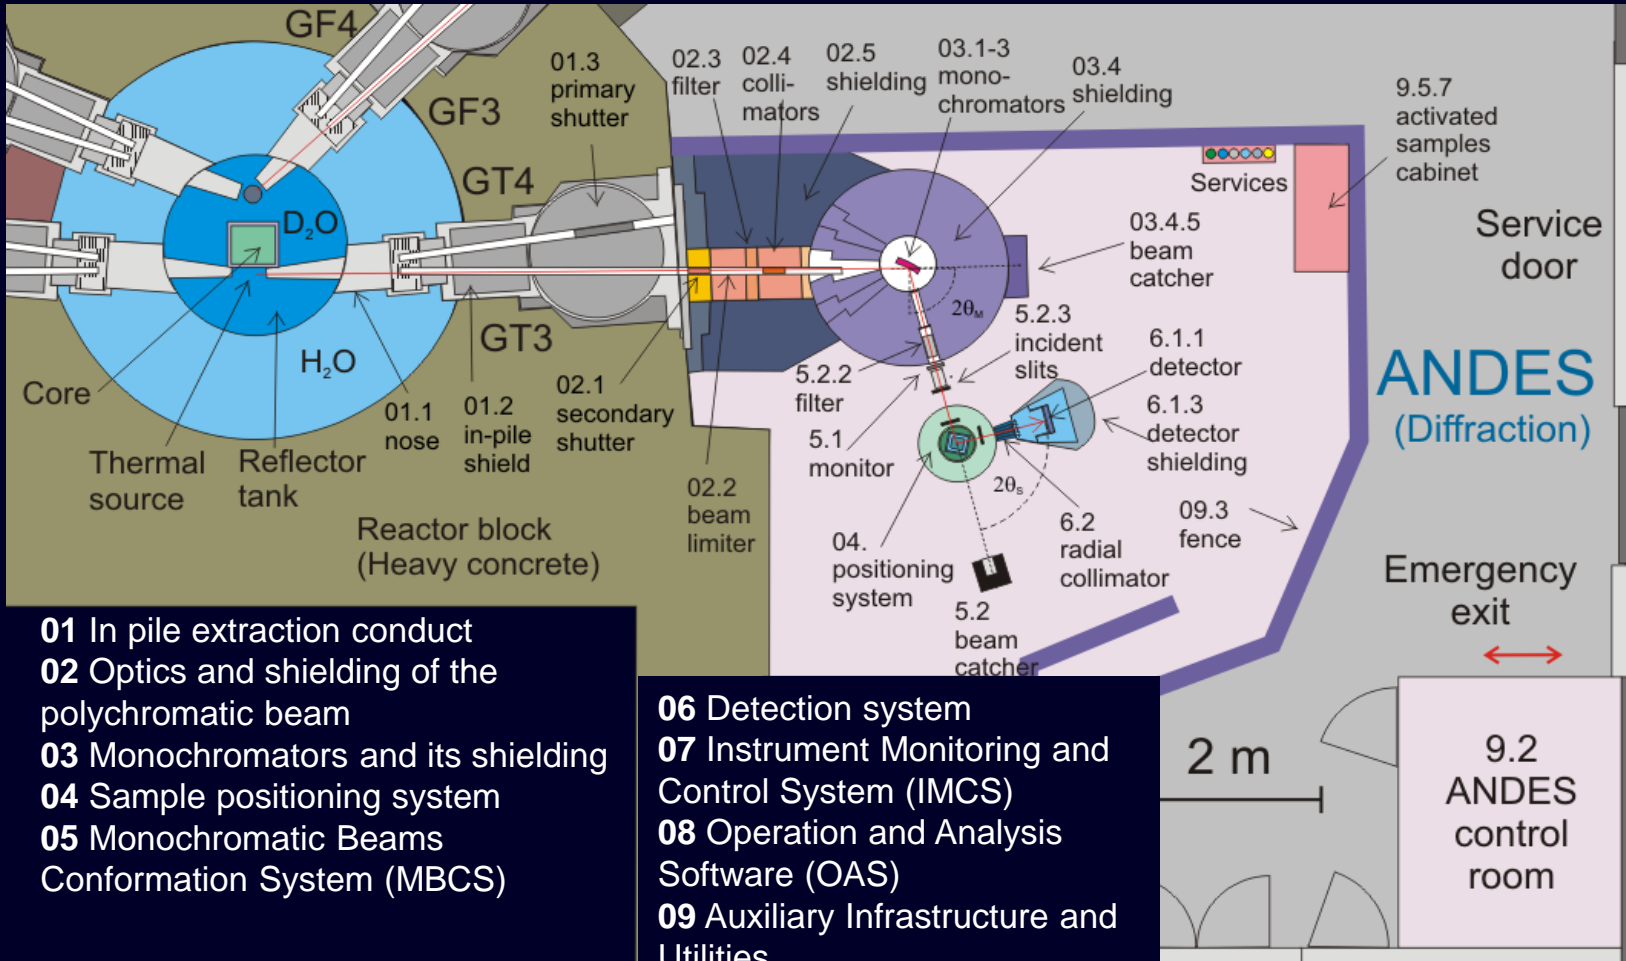 GF4
GF3
GT4
GT3
D₂O
H₂O
Core
Thermal
source
Reflector
tank
Reactor block
(Heavy concrete)
01.1
nose
01.2
in-pile
shield
01.3
primary
shutter
02.1
secondary
shutter
02.2
beam
limiter
02.3
filter
02.4
colli-
mators
02.5
shielding
03.1-3
mono-
chromators
03.4
shielding
03.4.5
beam
catcher
9.5.7
activated
samples
cabinet
Services
Service
door
ANDES
(Diffraction)
2θM
5.2.3
incident
slits
5.2.2
filter
5.1
monitor
6.1.1
detector
6.1.3
detector
shielding
2θS
04.
positioning
system
6.2
radial
collimator
09.3
fence
5.2
beam
catcher
Emergency
exit
2 m
9.2
ANDES
control
room
01 In pile extraction conduct
02 Optics and shielding of the
polychromatic beam
03 Monochromators and its shielding
04 Sample positioning system
05 Monochromatic Beams
Conformation System (MBCS)
06 Detection system
07 Instrument Monitoring and
Control System (IMCS)
08 Operation and Analysis
Software (OAS)
09 Auxiliary Infrastructure and
Utilities